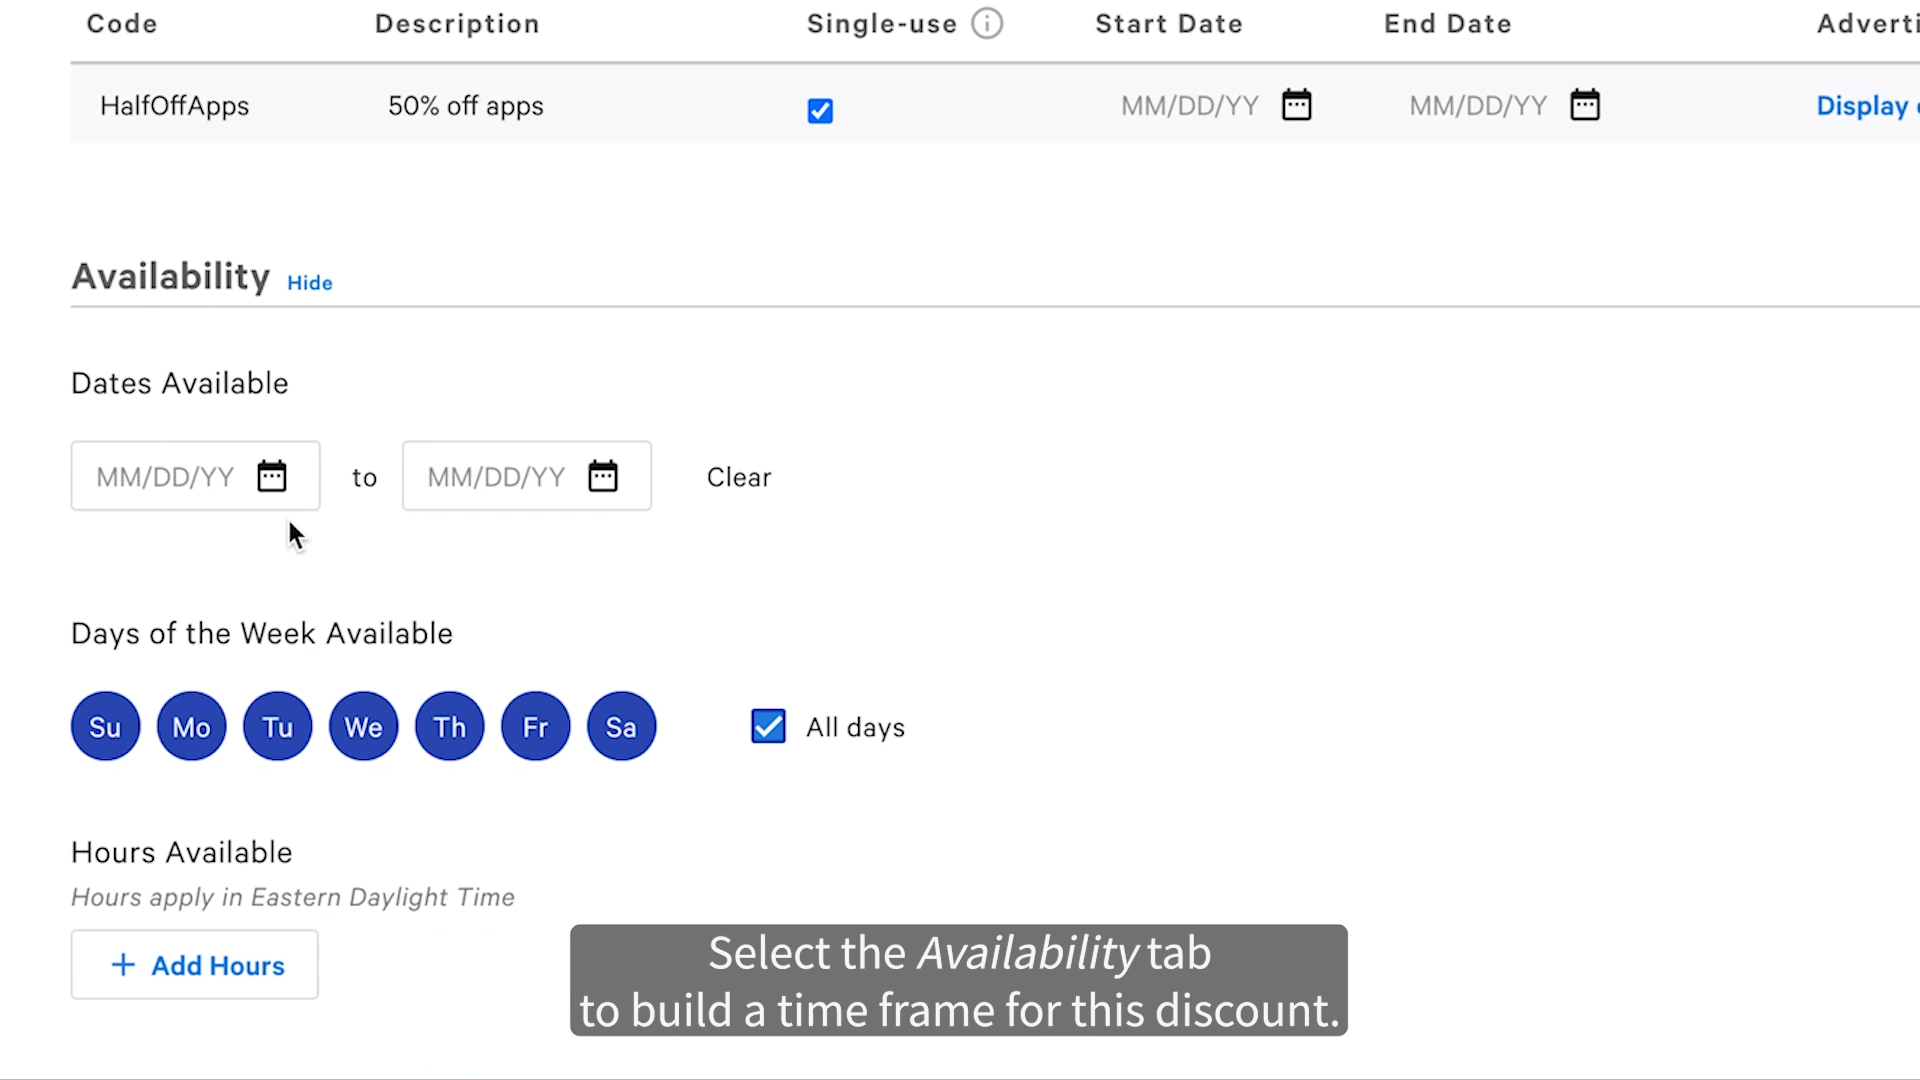 Code Description Single-use Start Date End Date Adverti
HalfOffApps 50% off apps MM/DD/YY MM/DD/YY Display
Availability Hide
Dates Available
MM/DD/YY to MM/DD/YY Clear
Days of the Week Available
Su Mo Tu We Th Fr Sa All days
Hours Available
Hours apply in Eastern Daylight Time
+ Add Hours
Select the Availability tab
to build a time frame for this discount.